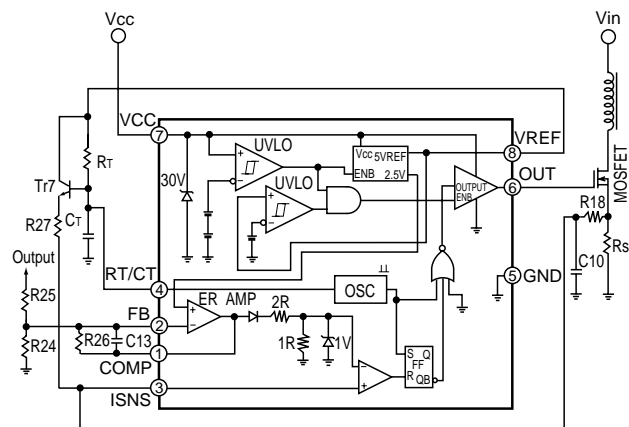 Vcc
Vin
VCC
7
UVLO
Vcc 5VREF
ENB
2.5V
VREF
8
30V
UVLO
OUTPUT
ENB
OUT
6
MOSFET
RT
Tr7
R27
CT
R18
Rs
C10
Output
RT/CT
4
OSC
5
GND
R25
FB
2
ER AMP
2R
R24
R26
C13
1
COMP
1R
1V
S Q
FF
R QB
3
ISNS